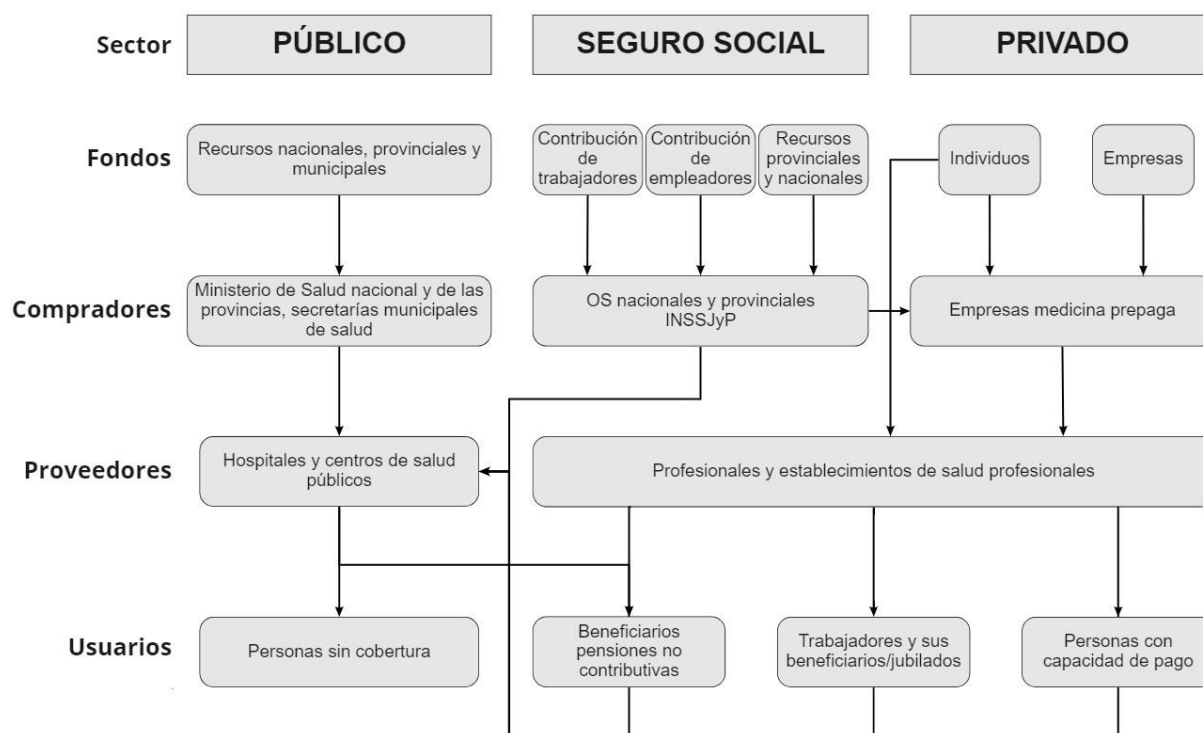 Sector
PÚBLICO
SEGURO SOCIAL
PRIVADO
Fondos
Recursos nacionales, provinciales y
municipales
Contribución
de
trabajadores
Contribución
de
empleadores
Recursos
provinciales
y nacionales
Individuos
Empresas
Compradores
Ministerio de Salud nacional y de las
provincias, secretarías municipales
de salud
OS nacionales y provinciales
INSSJyP
Empresas medicina prepaga
Proveedores
Hospitales y centros de salud
públicos
Profesionales y establecimientos de salud profesionales
Usuarios
Personas sin cobertura
Beneficiarios
pensiones no
contributivas
Trabajadores y sus
beneficiarios/jubilados
Personas con
capacidad de pago